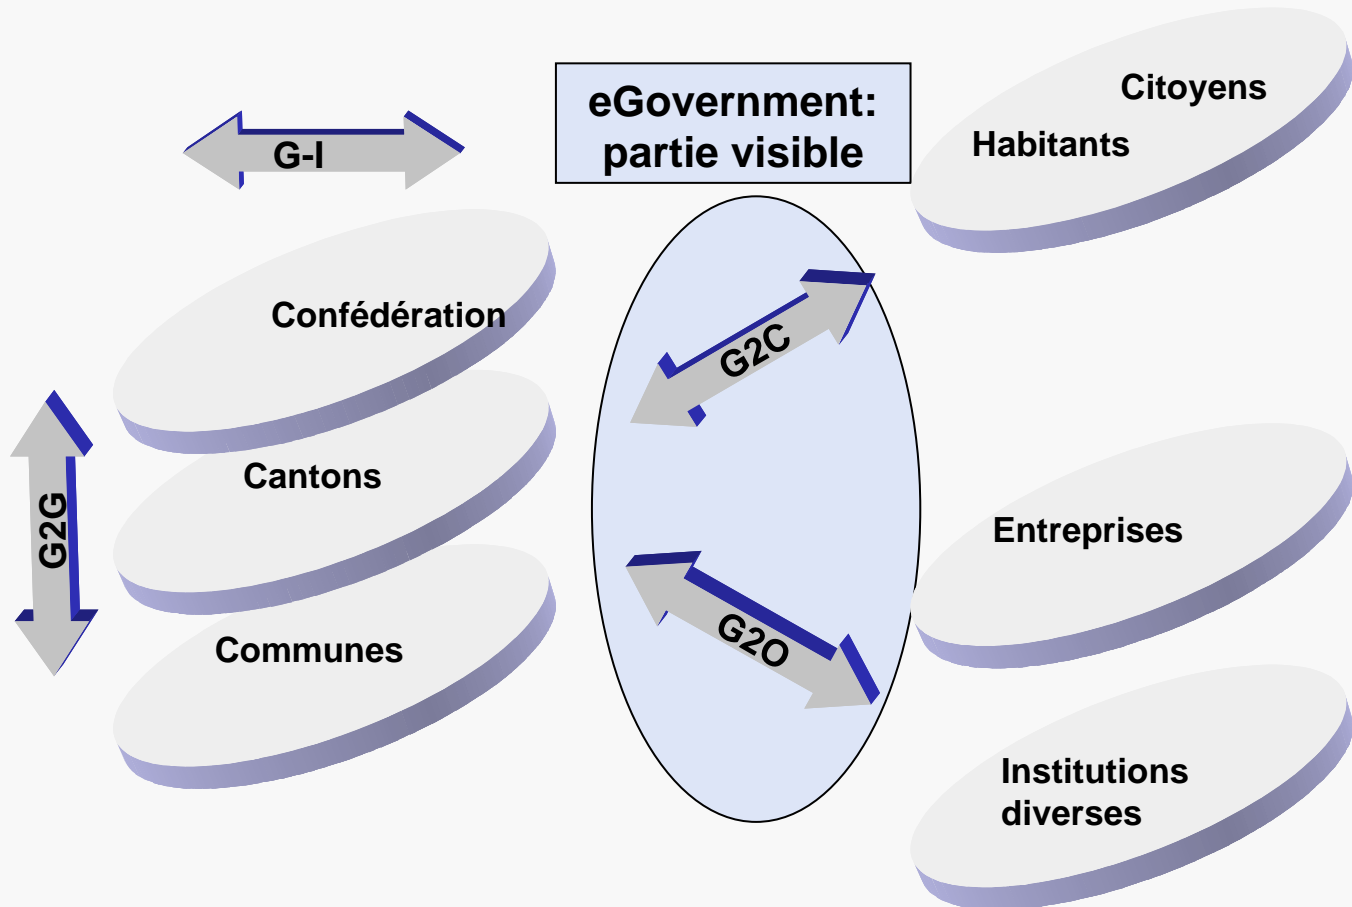 eGovernment:
partie visible
Citoyens
Habitants
G-I
Confédération
G2C
Cantons
G2G
Entreprises
G2O
Communes
Institutions
diverses